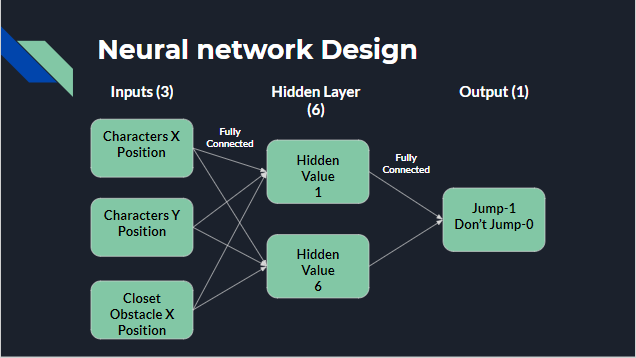 Neural network Design
Inputs (3)
Hidden Layer
(6)
Output (1)
Characters X
Position
Fully
Connected
Hidden
Value
1
Fully
Connected
Characters Y
Position
Jump-1
Don't Jump-0
Hidden
Value
6
Closet
Obstacle X
Position